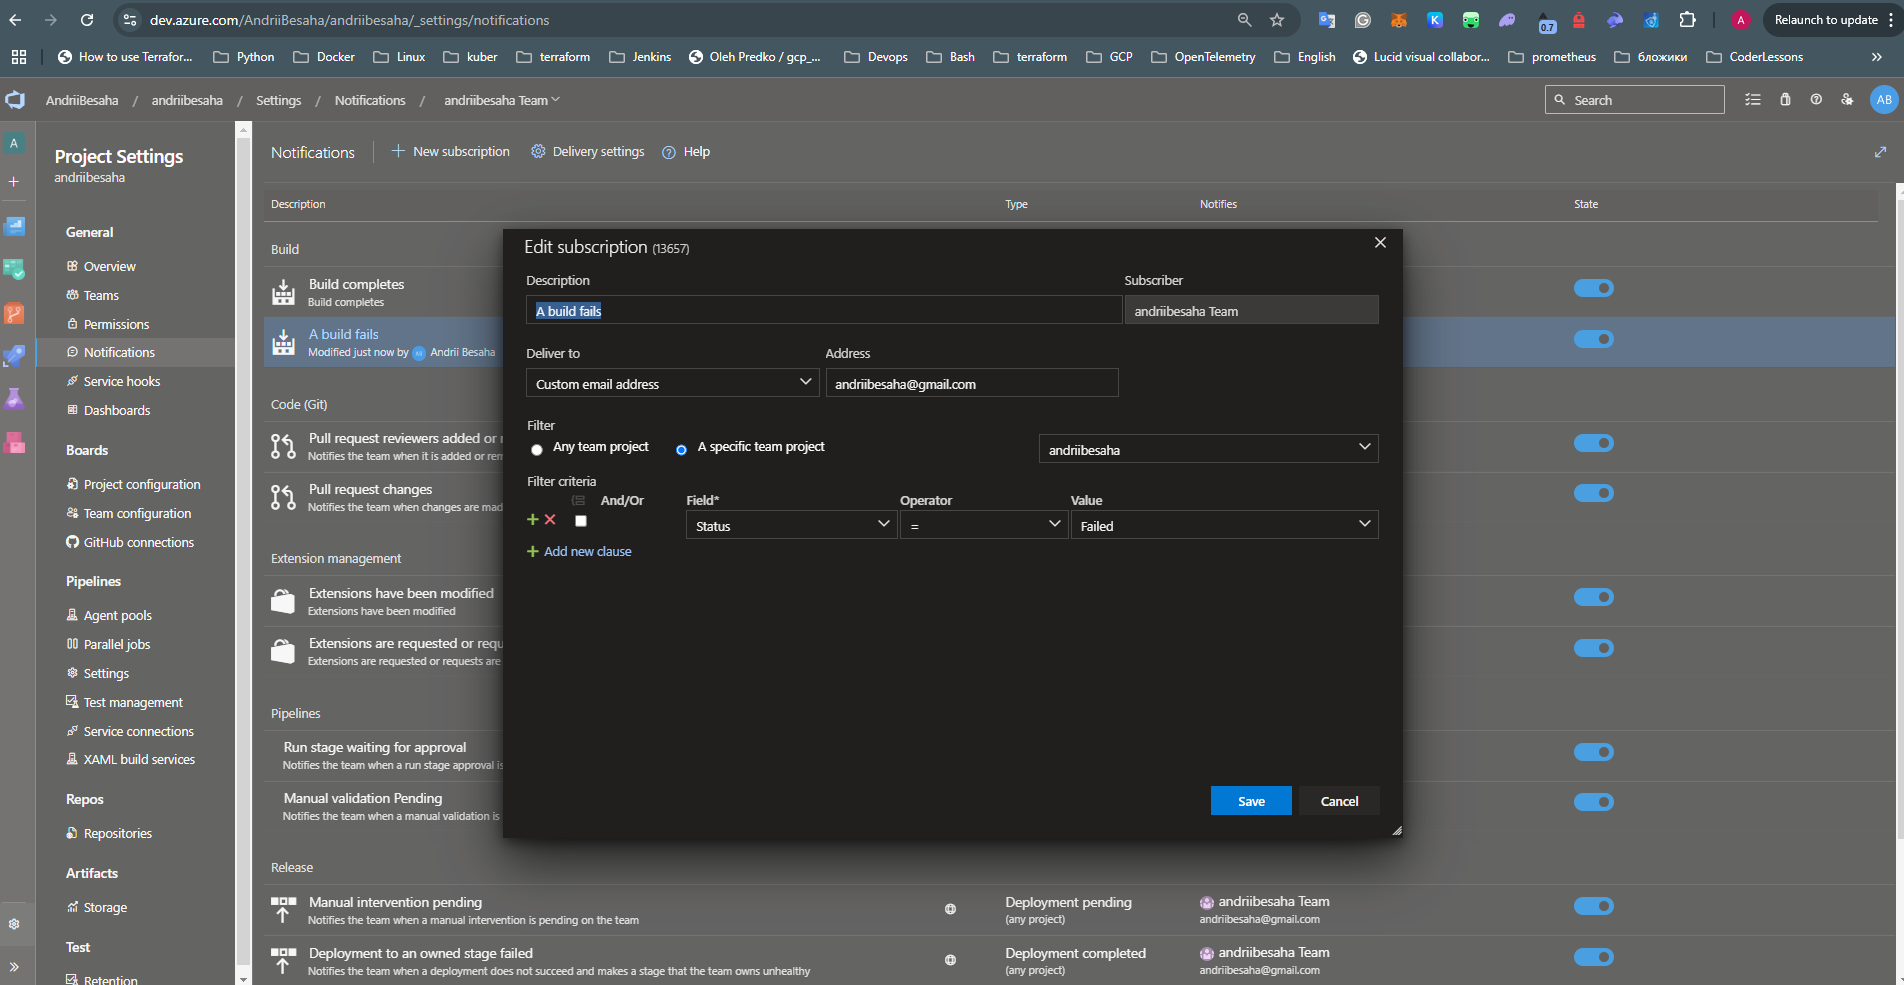 dev.azure.com/AndriiBesaha/andriibesaha/_settings/notifications
0.7
A
Relaunch to update
How to use Terrafor...
Python
Docker
Linux
kuber
terraform
Jenkins
Oleh Predko / gcp_...
Devops
Bash
terraform
GCP
OpenTelemetry
English
Lucid visual collabor...
prometheus
бложики
CoderLessons
AndriiBesaha / andriibesaha / Settings / Notifications / andriibesaha Team
Search
AB
A
Project Settings
andriibesaha
General
Overview
Teams
Permissions
Notifications
Service hooks
Dashboards
Boards
Project configuration
Team configuration
GitHub connections
Pipelines
Agent pools
Parallel jobs
Settings
Test management
Service connections
XAML build services
Repos
Repositories
Artifacts
Storage
Test
Retention
Notifications
New subscription
Delivery settings
Help
Description
Type
Notifies
State
Build
Build completes
Build completes
A build fails
Modified just now by Andrii Besaha
Code (Git)
Pull request reviewers added or r
Notifies the team when it is added or rem
Pull request changes
Notifies the team when changes are mad
Extension management
Extensions have been modified
Extensions have been modified
Extensions are requested or requ
Extensions are requested or requests are
Pipelines
Run stage waiting for approval
Notifies the team when a run stage approval is
Manual validation Pending
Notifies the team when a manual validation is
Release
Manual intervention pending
Notifies the team when a manual intervention is pending on the team
Deployment pending
(any project)
andriibesaha Team
andriibesaha@gmail.com
Deployment to an owned stage failed
Notifies the team when a deployment does not succeed and makes a stage that the team owns unhealthy
Deployment completed
(any project)
andriibesaha Team
andriibesaha@gmail.com
Edit subscription (13657)
Description
Subscriber
A build fails
andriibesaha Team
Deliver to
Address
Custom email address
andriibesaha@gmail.com
Filter
Any team project
A specific team project
andriibesaha
Filter criteria
And/Or
Field*
Operator
Value
Status
=
Failed
Add new clause
Save
Cancel